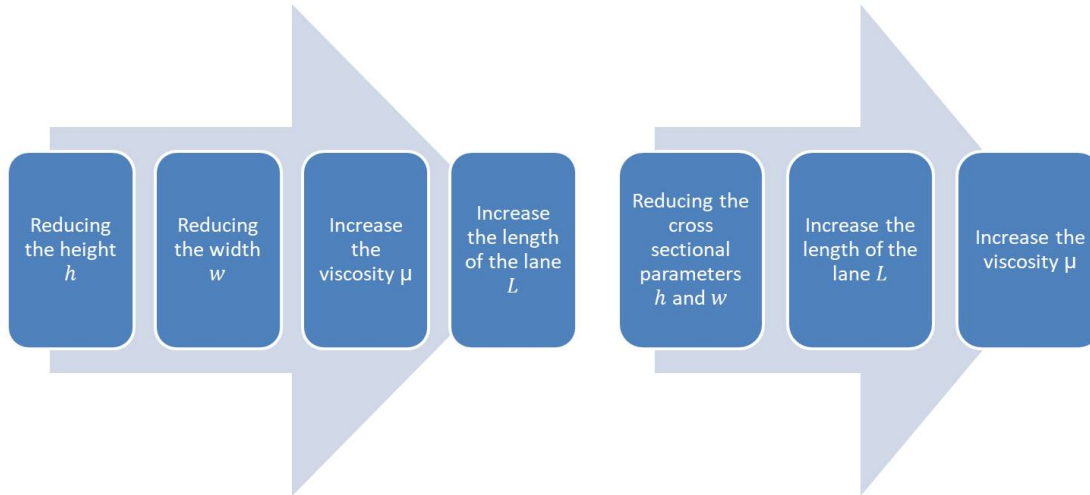 Reducing
the height
h
Reducing
the width
w
Increase
the
viscosity μ
Increase
the length
of the lane
L
Reducing the
cross
sectional
parameters
h and w
Increase the
length of the
lane L
Increase the
viscosity μ